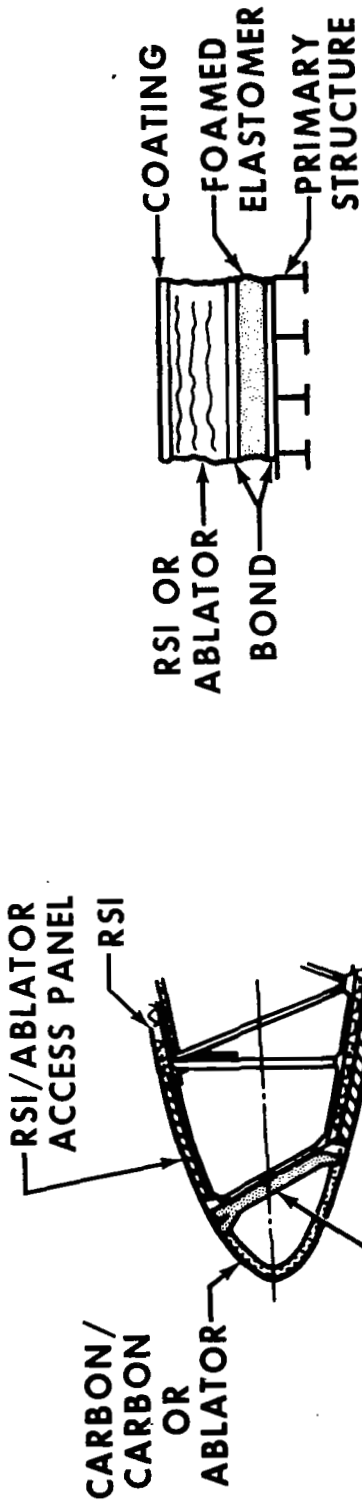 CARBON/
CARBON
OR
ABLATOR
RSI/ABLATOR
ACCESS PANEL
RSI
RSI OR
ABLATOR
BOND
COATING
FOAMED
ELASTOMER
PRIMARY
STRUCTURE